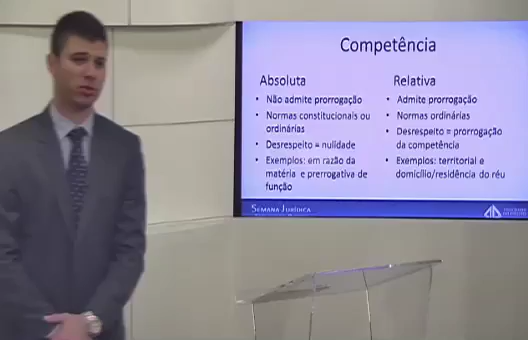 Competência
Absoluta
• Não admite prorrogação
• Normas constitucionais ou
ordinárias
• Desrespeito = nulidade
• Exemplos: em razão da
matéria e prerrogativa de
função
Relativa
• Admite prorrogação
• Normas ordinárias
• Desrespeito = prorrogação
da competência
• Exemplos: territorial e
domicílio/residência do réu
SEMANA JURÍDICA